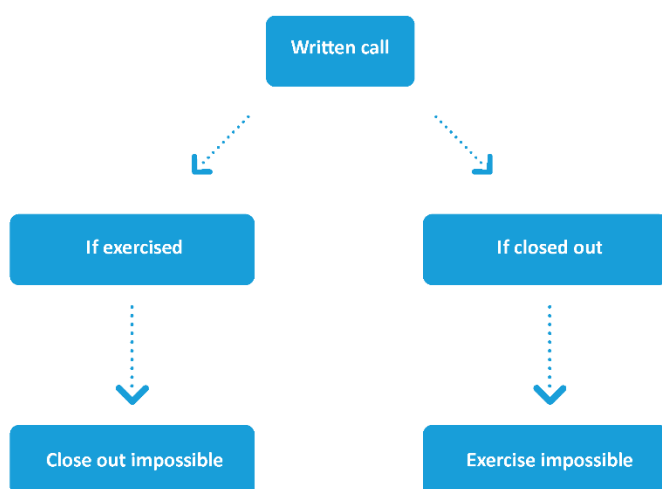 Written call
If exercised
If closed out
Close out impossible
Exercise impossible